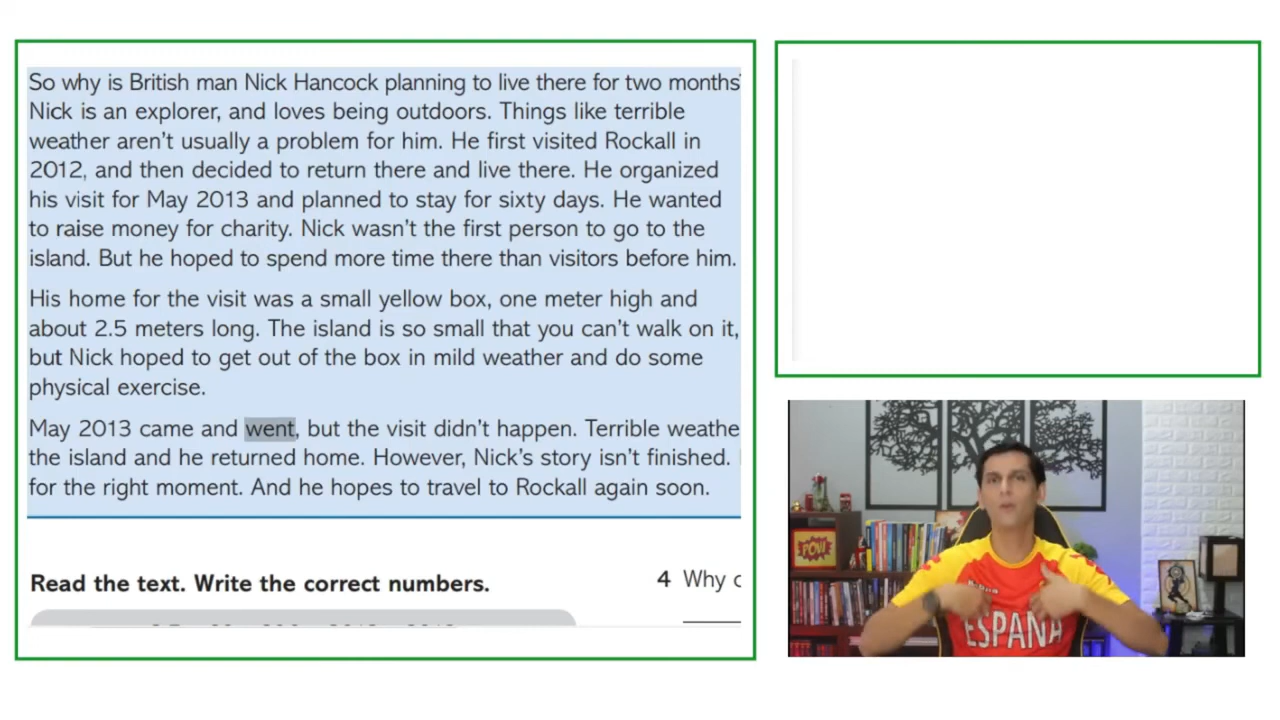 So why is British man Nick Hancock planning to live there for two months
Nick is an explorer, and loves being outdoors. Things like terrible
weather aren't usually a problem for him. He first visited Rockall in
2012, and then decided to return there and live there. He organized
his visit for May 2013 and planned to stay for sixty days. He wanted
to raise money for charity. Nick wasn't the first person to go to the
island. But he hoped to spend more time there than visitors before him.
His home for the visit was a small yellow box, one meter high and
about 2.5 meters long. The island is so small that you can't walk on it,
but Nick hoped to get out of the box in mild weather and do some
physical exercise.
May 2013 came and went, but the visit didn't happen. Terrible weathe
the island and he returned home. However, Nick's story isn't finished.
for the right moment. And he hopes to travel to Rockall again soon.
Read the text. Write the correct numbers.
4 Why c
POW
ESPAÑA